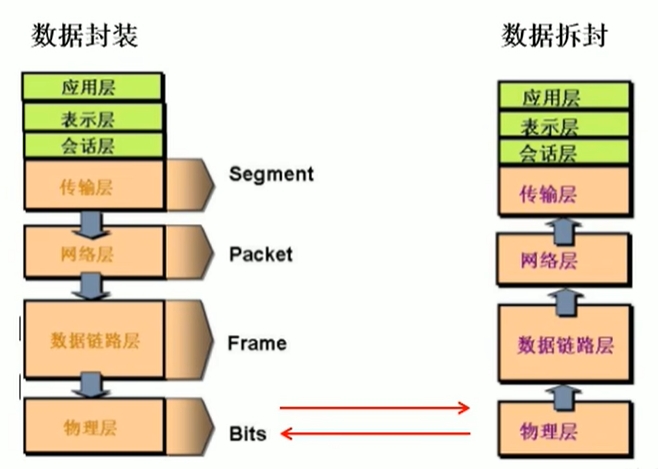 数据封装
应用层
表示层
会话层
传输层
Segment
网络层
Packet
数据链路层
Frame
物理层
Bits
数据拆封
应用层
表示层
会话层
传输层
网络层
数据链路层
物理层